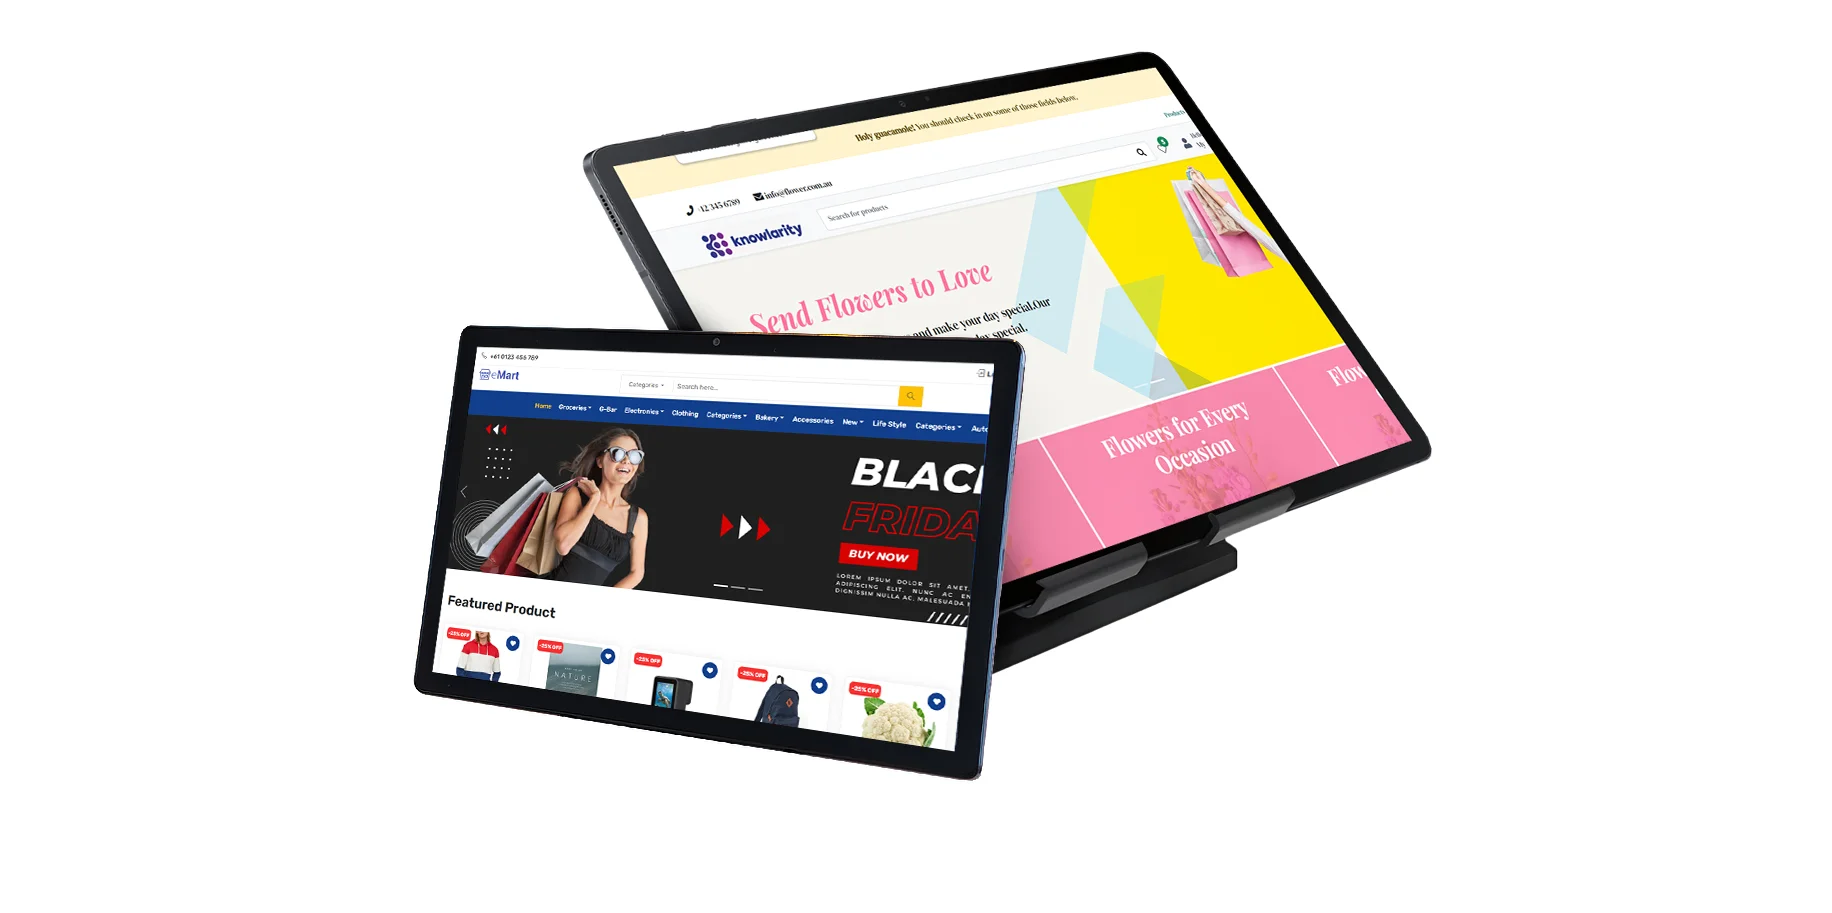 Holy guacamole! You should check in on some of those fields below.
Products
12 345 6789 info@flower.com.au
knowlarity
Search for products
Send Flowers to Love
and make your day special.Our
day special.
Flowers for Every
Occasion
Flow
+61 0123 456 789
eMart
Categories
Search here...
Home Groceries G-Bar Electronics Clothing Categories Bakery Accessories New Life Style Categories Auto
BLAC
FRIDA
BUY NOW
LOREM IPSUM DOLOR SIT AMET,
ADIPISCING ELIT. NUNC AC EN
DIGNISSIM NULLA AC, MALESUADA
Featured Product
-25% OFF
-25% OFF
-25% OFF
-25% OFF
-25% OFF
NATURE